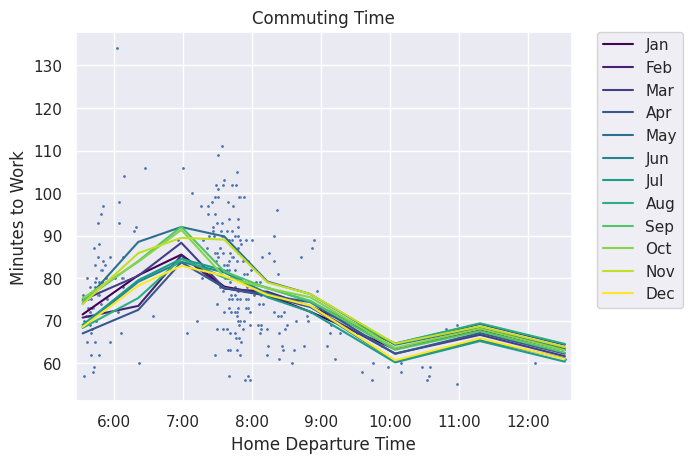 Commuting Time
Minutes to Work
130
120
110
100
90
80
70
60
6:00 7:00 8:00 9:00 10:00 11:00 12:00
Home Departure Time
Jan
Feb
Mar
Apr
May
Jun
Jul
Aug
Sep
Oct
Nov
Dec